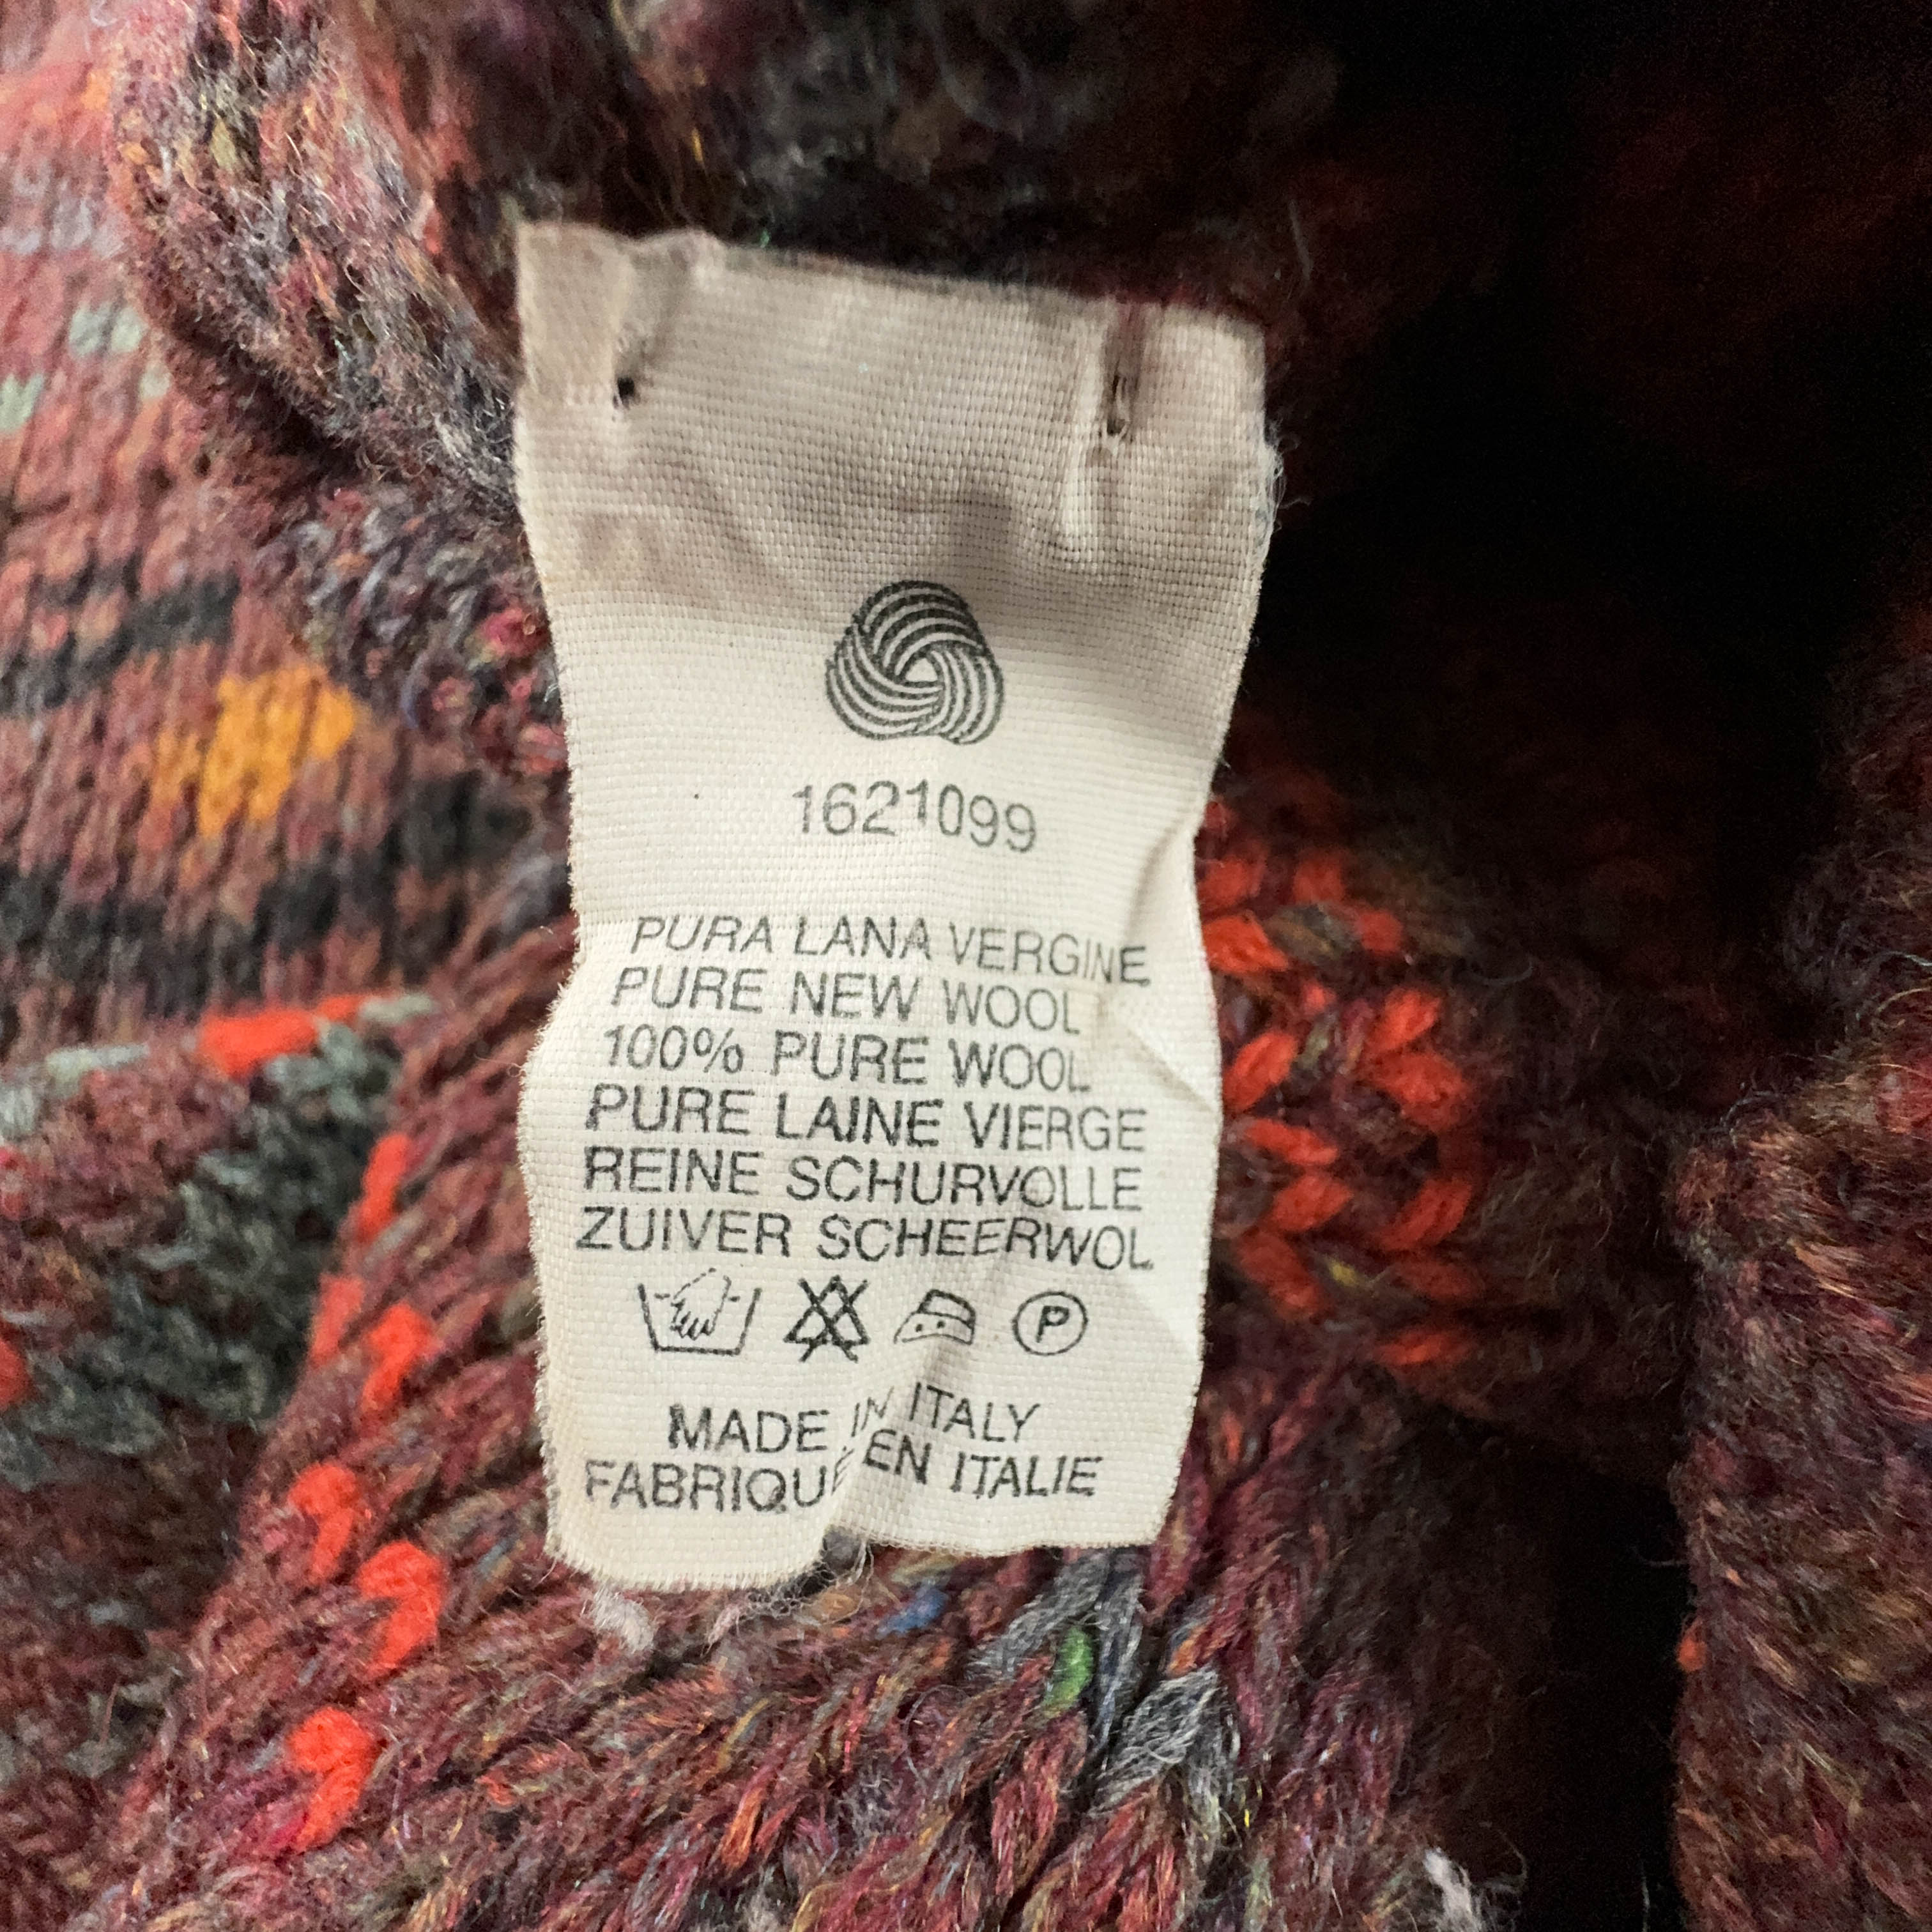 1621099
PURA LANA VERGINE
PURE NEW WOOL
100% PURE WOOL
PURE LAINE VIERGE
REINE SCHURVOLLE
ZUIVER SCHEERWOL
P
MADE IN ITALY
FABRIQUE EN ITALIE